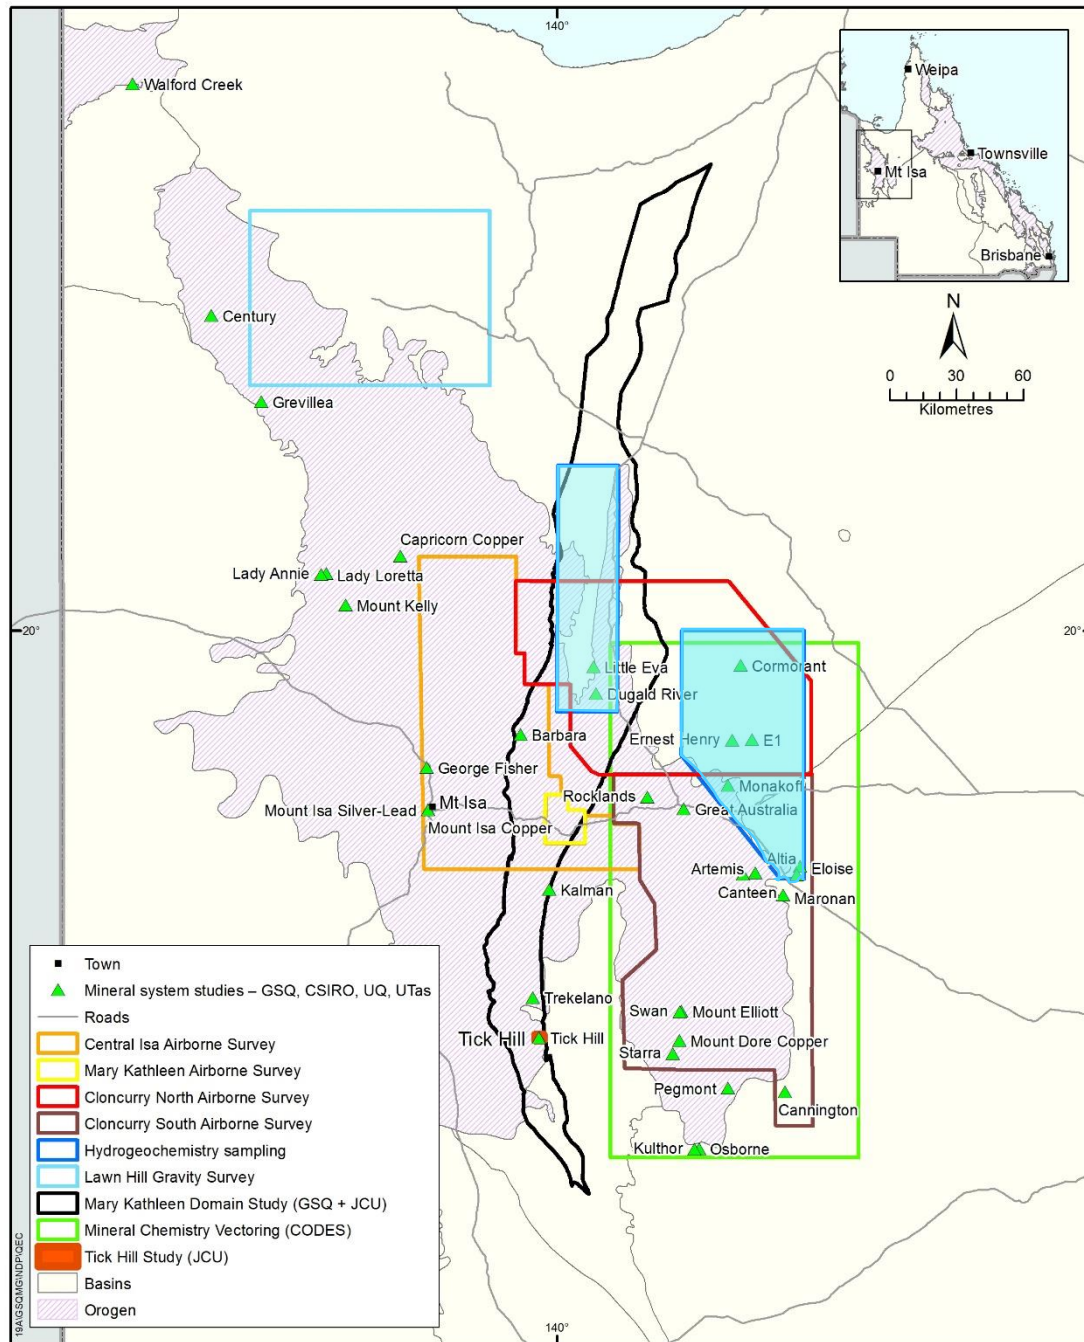 140°
Walford Creek
Weipa
Townsville
Mt Isa
Brisbane
N
0 30 60
Kilometres
Century
Grevillea
Capricorn Copper
Lady Annie
Lady Loretta
Mount Kelly
20°
20°
Little Eva
Cormorant
Dugald River
Barbara
Ernest Henry
E1
George Fisher
Monakoff
Rocklands
Mt Isa
Mount Isa Silver-Lead
Great Australia
Mount Isa Copper
Altia
Artemis
Eloise
Canteen
Maronan
Kalman
Trekelano
Swan
Mount Elliott
Tick Hill
Tick Hill
Mount Dore Copper
Starra
Pegmont
Cannington
Kulthor
Osborne
Town
Mineral system studies – GSQ, CSIRO, UQ, UTas
Roads
Central Isa Airborne Survey
Mary Kathleen Airborne Survey
Cloncurry North Airborne Survey
Cloncurry South Airborne Survey
Hydrogeochemistry sampling
Lawn Hill Gravity Survey
Mary Kathleen Domain Study (GSQ + JCU)
Mineral Chemistry Vectoring (CODES)
Tick Hill Study (JCU)
Basins
Orogen
140°
19A\GSQMG\NDP\QEC